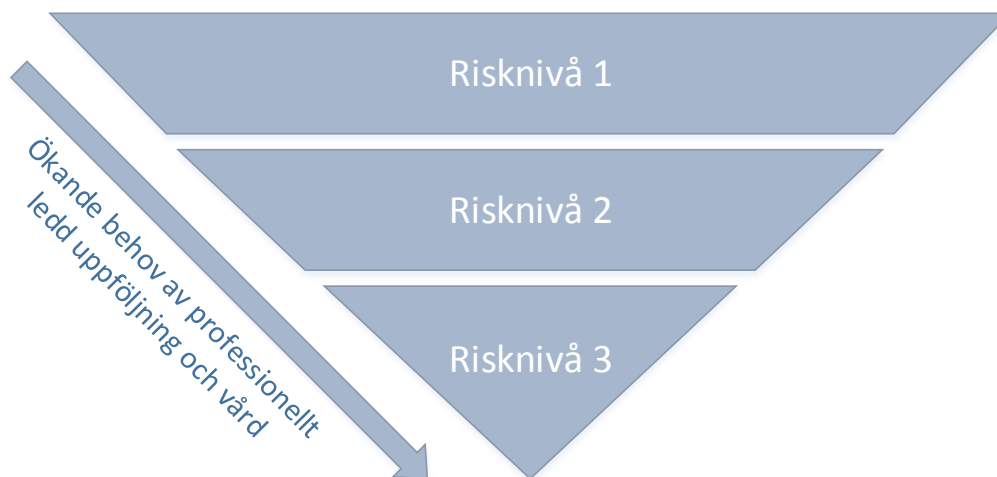 Risknivå 1
Risknivå 2
Risknivå 3
Ökande behov av professionellt
ledd uppföljning och vård